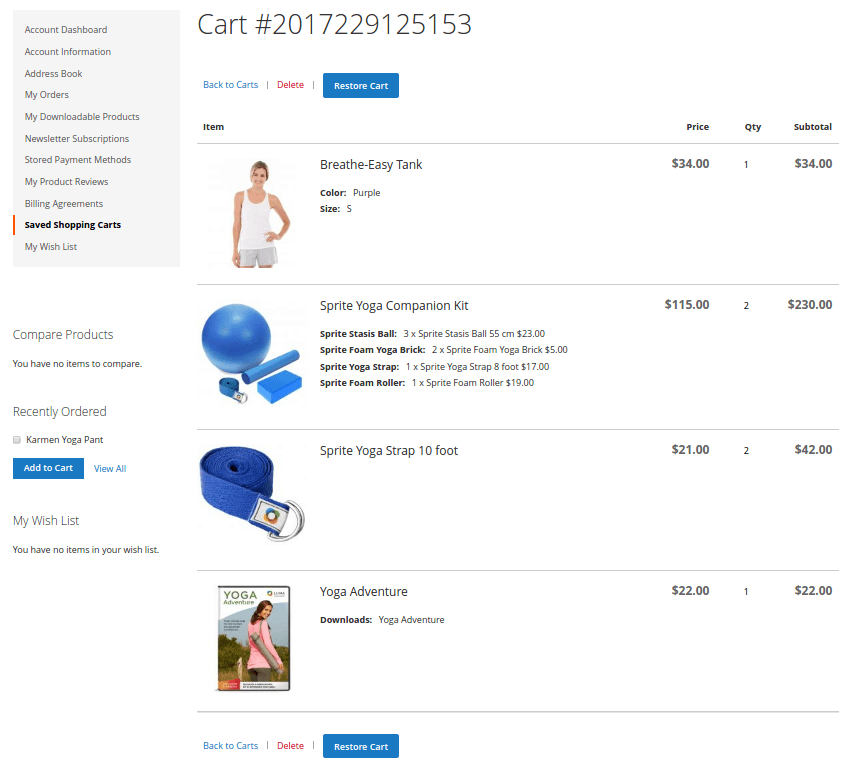 Account Dashboard
Account Information
Address Book
My Orders
My Downloadable Products
Newsletter Subscriptions
Stored Payment Methods
My Product Reviews
Billing Agreements
Saved Shopping Carts
My Wish List
Compare Products
You have no items to compare.
Recently Ordered
Karmen Yoga Pant
Add to Cart View All
My Wish List
You have no items in your wish list.
Cart #2017229125153
Back to Carts | Delete | Restore Cart
Item Price Qty Subtotal
Breathe-Easy Tank $34.00 1 $34.00
Color: Purple
Size: S
Sprite Yoga Companion Kit $115.00 2 $230.00
Sprite Stasis Ball: 3 x Sprite Stasis Ball 55 cm $23.00
Sprite Foam Yoga Brick: 2 x Sprite Foam Yoga Brick $5.00
Sprite Yoga Strap: 1 x Sprite Yoga Strap 8 foot $17.00
Sprite Foam Roller: 1 x Sprite Foam Roller $19.00
Sprite Yoga Strap 10 foot $21.00 2 $42.00
Yoga Adventure $22.00 1 $22.00
Downloads: Yoga Adventure
YOGA
Adventure
LUMA
Back to Carts | Delete | Restore Cart